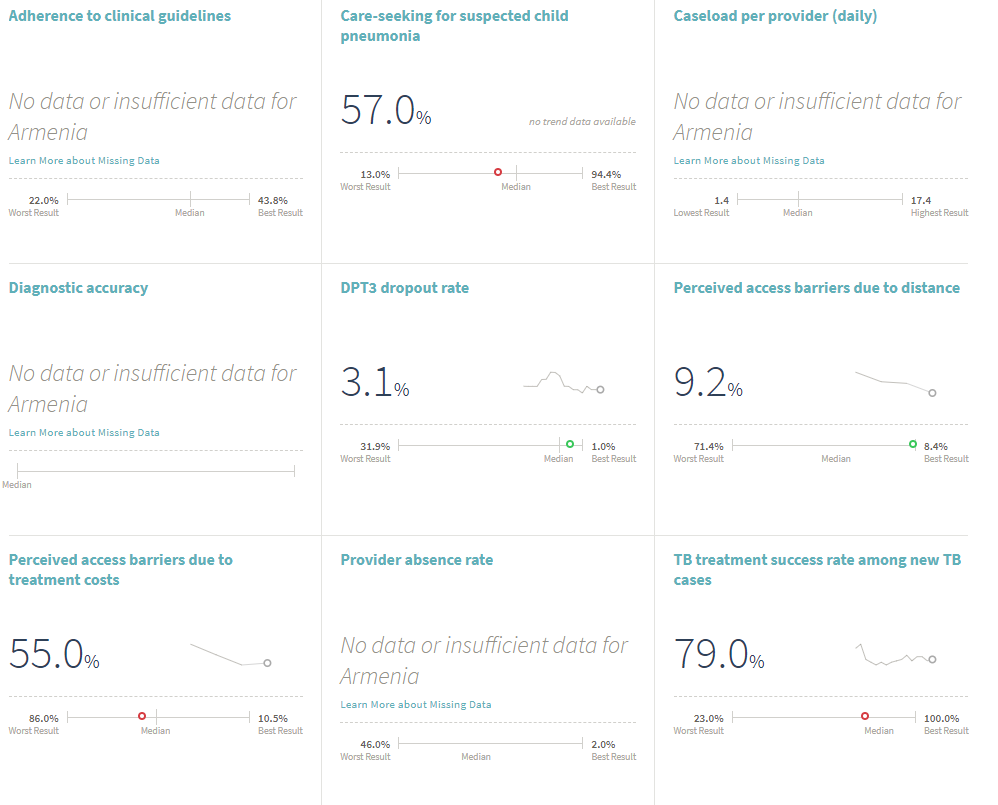 Adherence to clinical guidelines
No data or insufficient data for
Armenia
Learn More about Missing Data
22.0%
43.8%
Worst Result
Median
Best Result
Care-seeking for suspected child
pneumonia
57.0%
no trend data available
13.0%
94.4%
Worst Result
Median
Best Result
Caseload per provider (daily)
No data or insufficient data for
Armenia
Learn More about Missing Data
1.4
17.4
Lowest Result
Median
Highest Result
Diagnostic accuracy
No data or insufficient data for
Armenia
Learn More about Missing Data
Median
DPT3 dropout rate
3.1%
31.9%
1.0%
Worst Result
Median
Best Result
Perceived access barriers due to distance
9.2%
71.4%
8.4%
Worst Result
Median
Best Result
Perceived access barriers due to
treatment costs
55.0%
86.0%
10.5%
Worst Result
Median
Best Result
Provider absence rate
No data or insufficient data for
Armenia
Learn More about Missing Data
46.0%
2.0%
Worst Result
Median
Best Result
TB treatment success rate among new TB
cases
79.0%
23.0%
100.0%
Worst Result
Median
Best Result